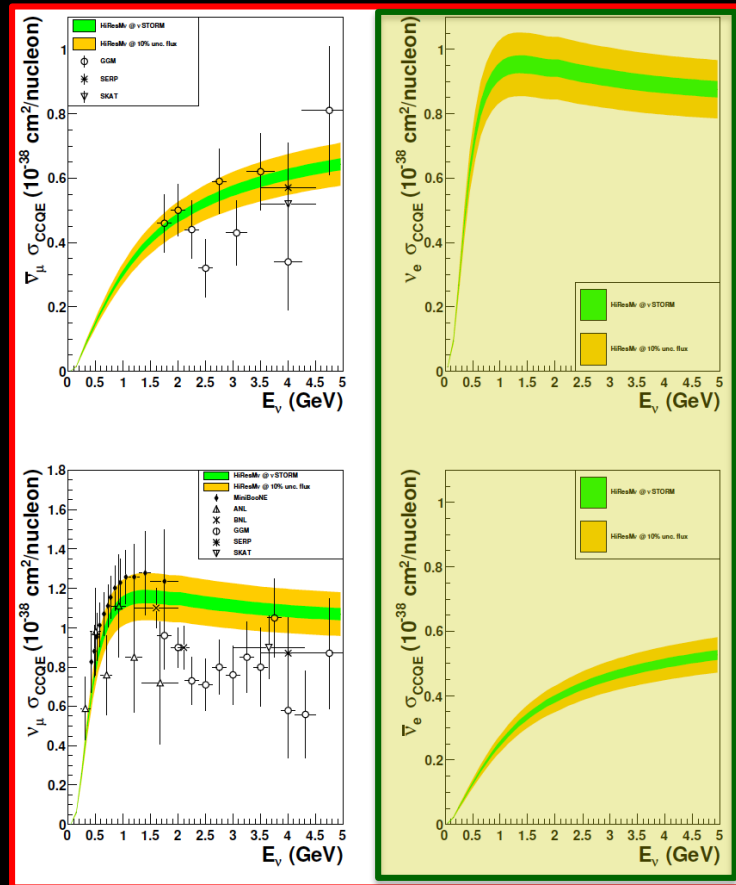 HiResMν @ νSTORM
HiResMν @ 10% unc. flux
GGM
SERP
SKAT
ν̄μ σCCQE (10⁻³⁸ cm²/nucleon)
1
0.8
0.6
0.4
0.2
0
0 0.5 1 1.5 2 2.5 3 3.5 4 4.5 5
Eν (GeV)
HiResMν @ νSTORM
HiResMν @ 10% unc. flux
νe σCCQE (10⁻³⁸ cm²/nucleon)
1
0.8
0.6
0.4
0.2
0
0 0.5 1 1.5 2 2.5 3 3.5 4 4.5 5
Eν (GeV)
HiResMν @ νSTORM
HiResMν @ 10% unc. flux
MiniBooNE
ANL
BNL
GGM
SERP
SKAT
νμ σCCQE (10⁻³⁸ cm²/nucleon)
1.8
1.6
1.4
1.2
1
0.8
0.6
0.4
0.2
0
0 0.5 1 1.5 2 2.5 3 3.5 4 4.5 5
Eν (GeV)
HiResMν @ νSTORM
HiResMν @ 10% unc. flux
ν̄e σCCQE (10⁻³⁸ cm²/nucleon)
1
0.8
0.6
0.4
0.2
0
0 0.5 1 1.5 2 2.5 3 3.5 4 4.5 5
Eν (GeV)